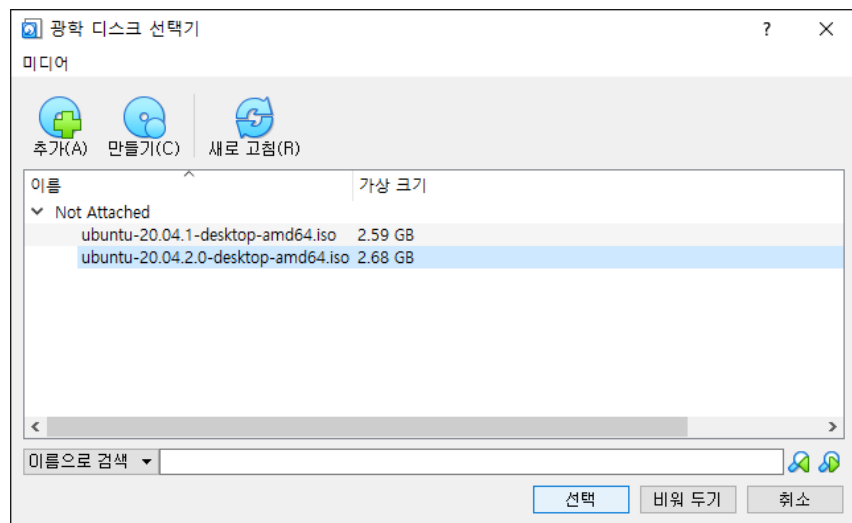 광학 디스크 선택기 ?
미디어
추가(A) 만들기(C) 새로 고침(R)
이름 가상 크기
Not Attached
ubuntu-20.04.1-desktop-amd64.iso 2.59 GB
ubuntu-20.04.2.0-desktop-amd64.iso 2.68 GB
이름으로 검색
선택 비워 두기 취소